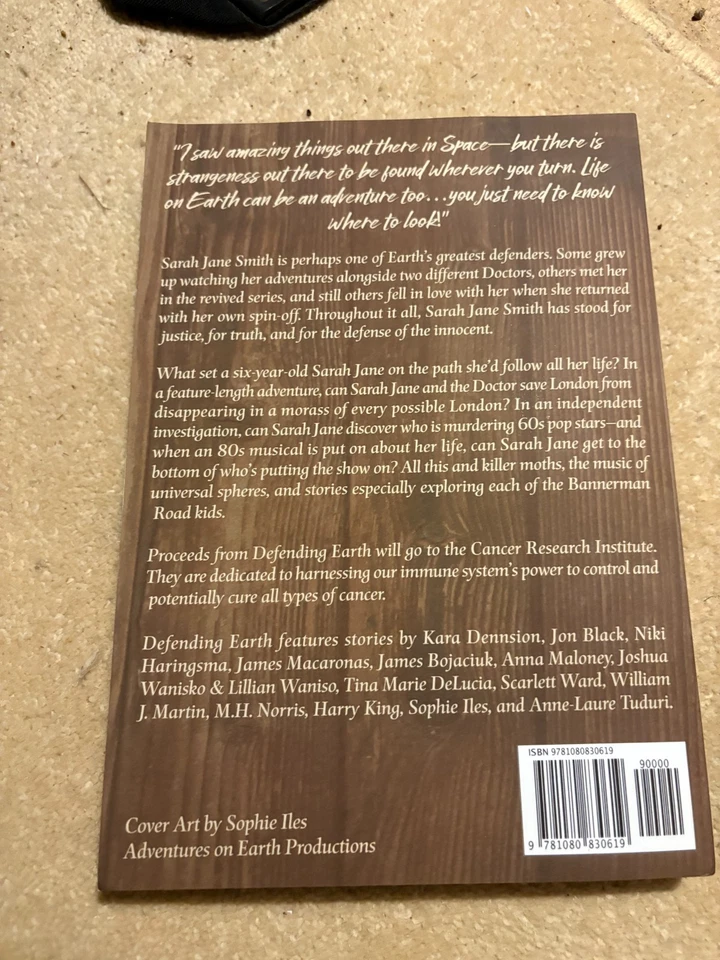 "I saw amazing things out there in Space—but there is
strangeness out there to be found wherever you turn. Life
on Earth can be an adventure too...you just need to know
where to look!"
Sarah Jane Smith is perhaps one of Earth's greatest defenders. Some grew
up watching her adventures alongside two different Doctors, others met her
in the revived series, and still others fell in love with her when she returned
with her own spin-off. Throughout it all, Sarah Jane Smith has stood for
justice, for truth, and for the defense of the innocent.
What set a six-year-old Sarah Jane on the path she'd follow all her life? In
a feature-length adventure, can Sarah Jane and the Doctor save London from
disappearing in a morass of every possible London? In an independent
investigation, can Sarah Jane discover who is murdering 60s pop stars—and
when an 80s musical is put on about her life, can Sarah Jane get to the
bottom of who's putting the show on? All this and killer moths, the music of
universal spheres, and stories especially exploring each of the Bannerman
Road kids.
Proceeds from Defending Earth will go to the Cancer Research Institute.
They are dedicated to harnessing our immune system's power to control and
potentially cure all types of cancer.
Defending Earth features stories by Kara Dennsion, Jon Black, Niki
Haringsma, James Macaronas, James Bojaciuk, Anna Maloney, Joshua
Wanisko & Lillian Waniso, Tina Marie DeLucia, Scarlett Ward, William
J. Martin, M.H. Norris, Harry King, Sophie Iles, and Anne-Laure Tuduri.
ISBN 9781080830619
90000
9 781080 830619
Cover Art by Sophie Iles
Adventures on Earth Productions